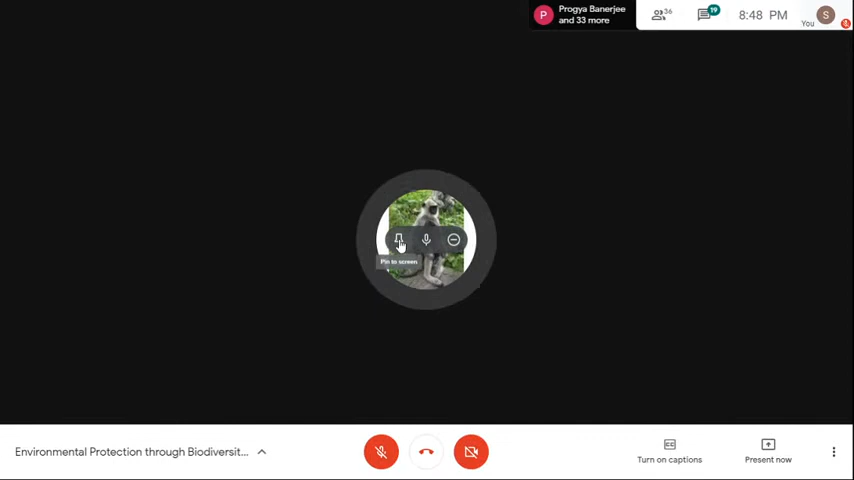 P
Progya Banerjee
and 33 more
36
19
8:48 PM
You
S
Pin to screen
Environmental Protection through Biodiversit...
CC
Turn on captions
Present now